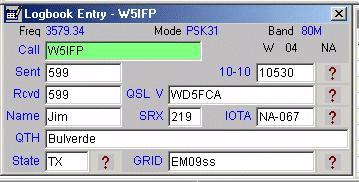 Logbook Entry - W5IFP
Freq 3579.34 Mode PSK31 Band 80M
Call W5IFP W 04 NA
Sent 599 10-10 10530 ?
Rcvd 599 QSL V WD5FCA ?
Name Jim SRX 219 IOTA NA-067 ?
QTH Bulverde
State TX ? GRID EM09ss ?